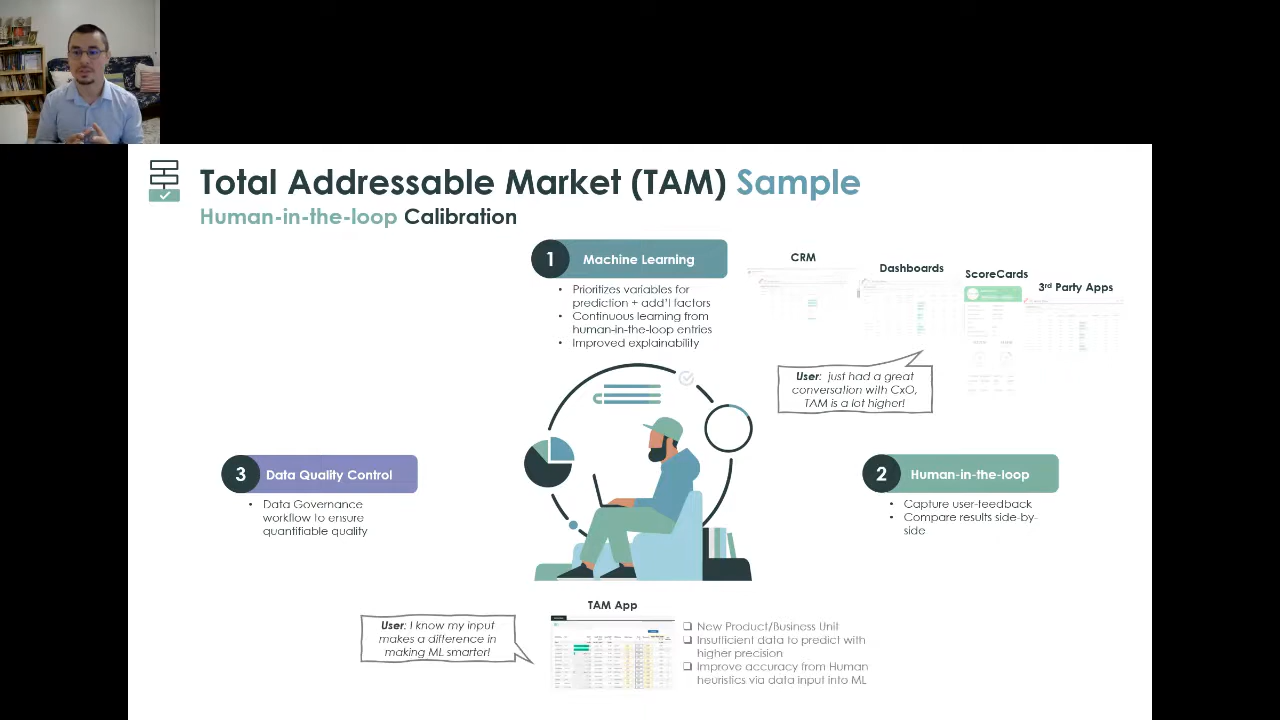 Total Addressable Market (TAM) Sample
Human-in-the-loop Calibration
1 Machine Learning
• Prioritizes variables for
prediction + add'l factors
• Continuous learning from
human-in-the-loop entries
• Improved explainability
CRM
Dashboards
ScoreCards
3rd Party Apps
User: just had a great
conversation with CxO,
TAM is a lot higher!
3 Data Quality Control
• Data Governance
workflow to ensure
quantifiable quality
2 Human-in-the-loop
• Capture user-feedback
• Compare results side-by-
side
TAM App
User: I know my input
makes a difference in
making ML smarter!
❑ New Product/Business Unit
❑ Insufficient data to predict with
higher precision
❑ Improve accuracy from Human
heuristics via data input into ML